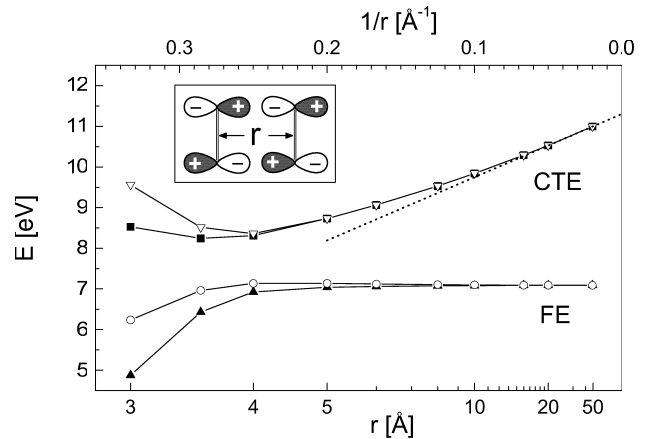 1/r [Å-1]
0.3 0.2 0.1 0.0
12
11
10
9
8
7
6
5
E [eV]
− + − +
r
+ − + −
CTE
FE
3 4 5 10 20 50
r [Å]